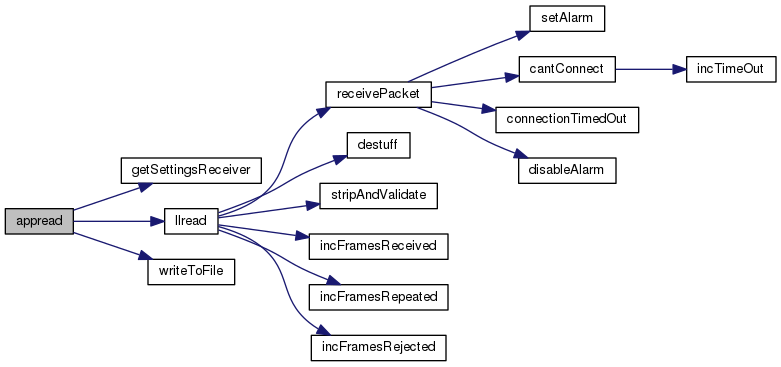 setAlarm
cantConnect
incTimeOut
receivePacket
connectionTimedOut
destuff
disableAlarm
getSettingsReceiver
stripAndValidate
appread
llread
incFramesReceived
writeToFile
incFramesRepeated
incFramesRejected